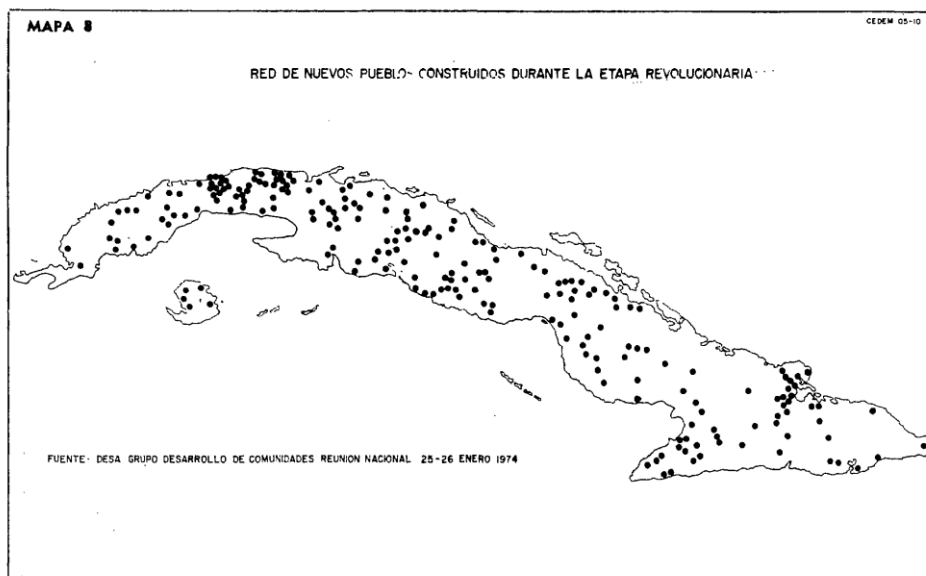 MAPA 8
CEDEM 05-10
RED DE NUEVOS PUEBLO- CONSTRUIDOS DURANTE LA ETAPA REVOLUCIONARIA
FUENTE- DESA GRUPO DESARROLLO DE COMUNIDADES REUNION NACIONAL 25-26 ENERO 1974